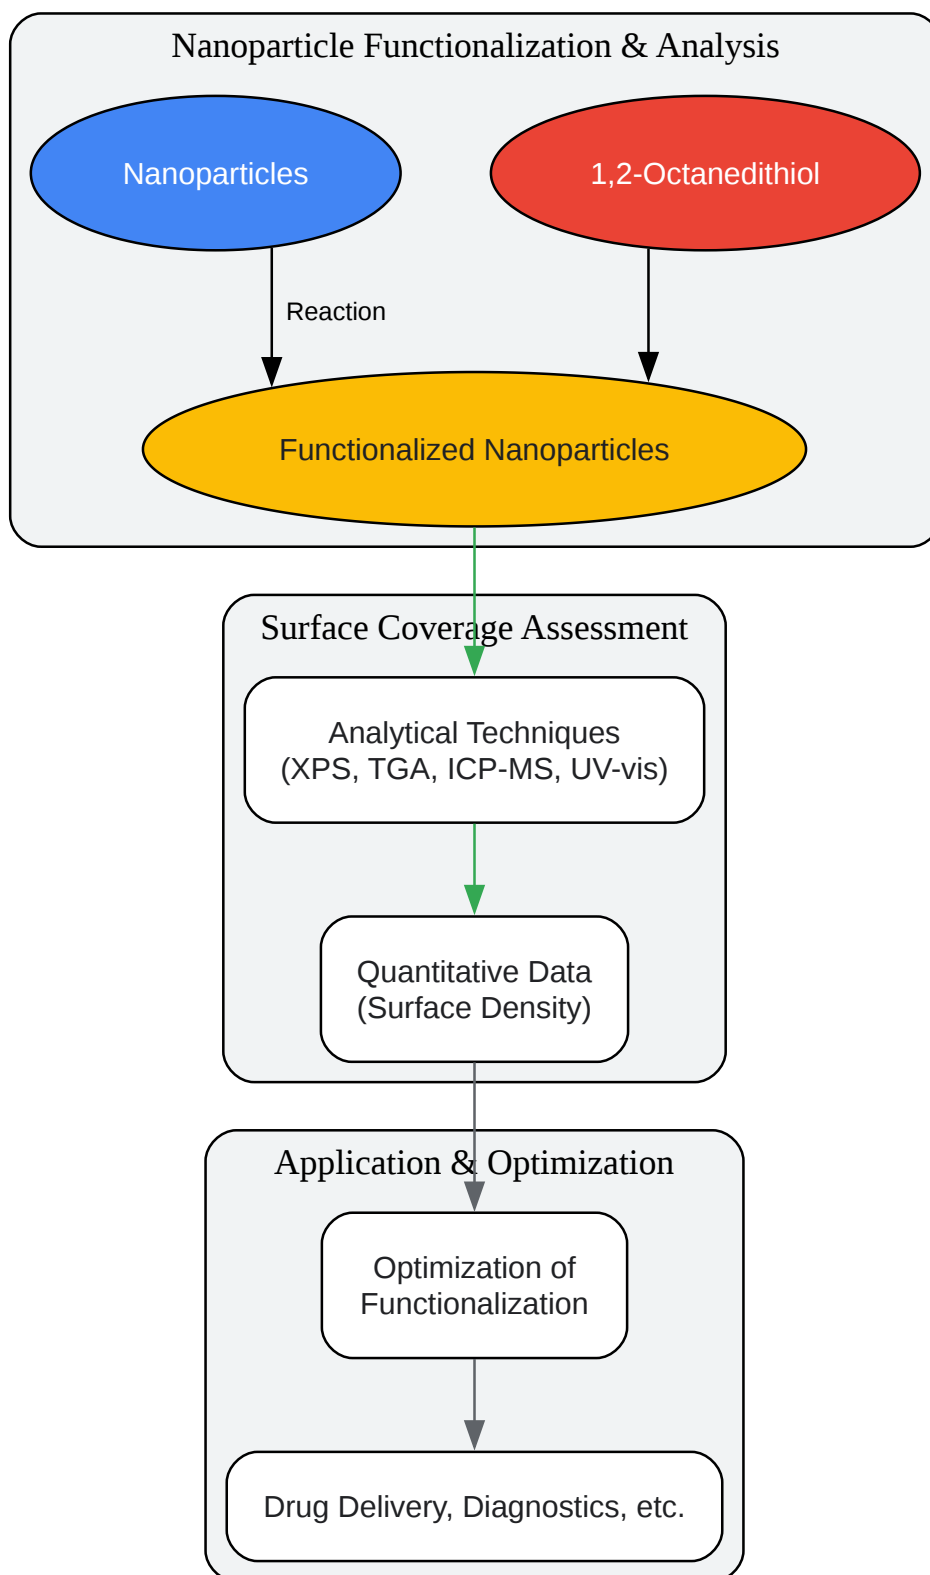 Nanoparticle Functionalization & Analysis
Nanoparticles
1,2-Octanedithiol
Reaction
Functionalized Nanoparticles
Surface Coverage Assessment
Analytical Techniques
(XPS, TGA, ICP-MS, UV-vis)
Quantitative Data
(Surface Density)
Application & Optimization
Optimization of
Functionalization
Drug Delivery, Diagnostics, etc.